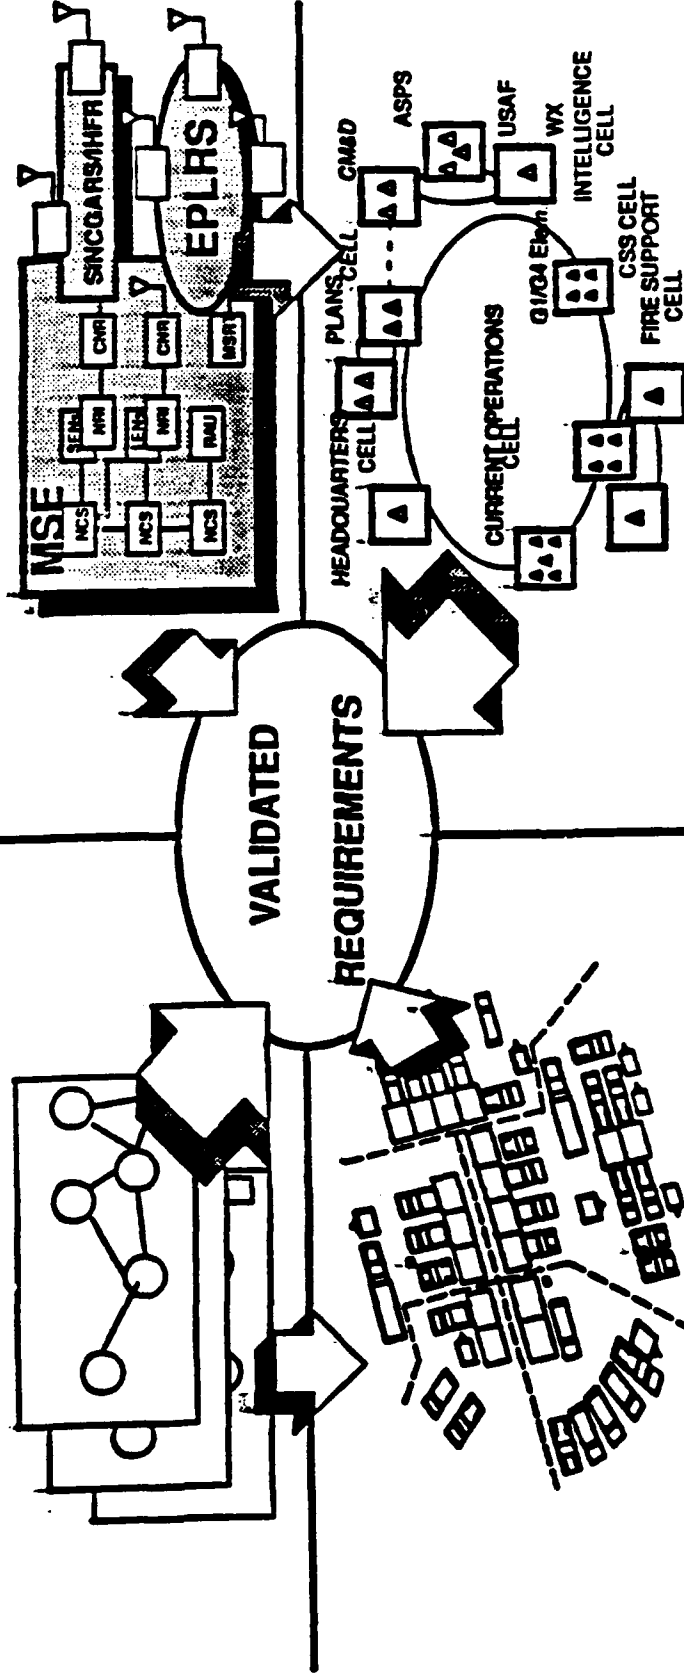 MSE
SINCGARS/IHFR
EPLRS
SEN
SEN
NCS
NRI
CNR
NCS
NRI
CNR
NCS
RAU
MSRT
VALIDATED
REQUIREMENTS
HEADQUARTERS
CELL
PLANS
CELL
CM&D
ASPS
USAF
WX
INTELLIGENCE
CELL
CURRENT OPERATIONS
CELL
G1/G4 Elem.
CSS CELL
FIRE SUPPORT
CELL